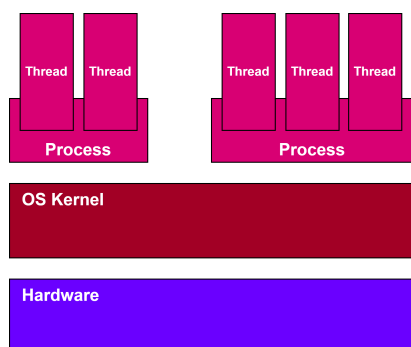 Thread Thread Thread Thread Thread
Process Process
OS Kernel
Hardware